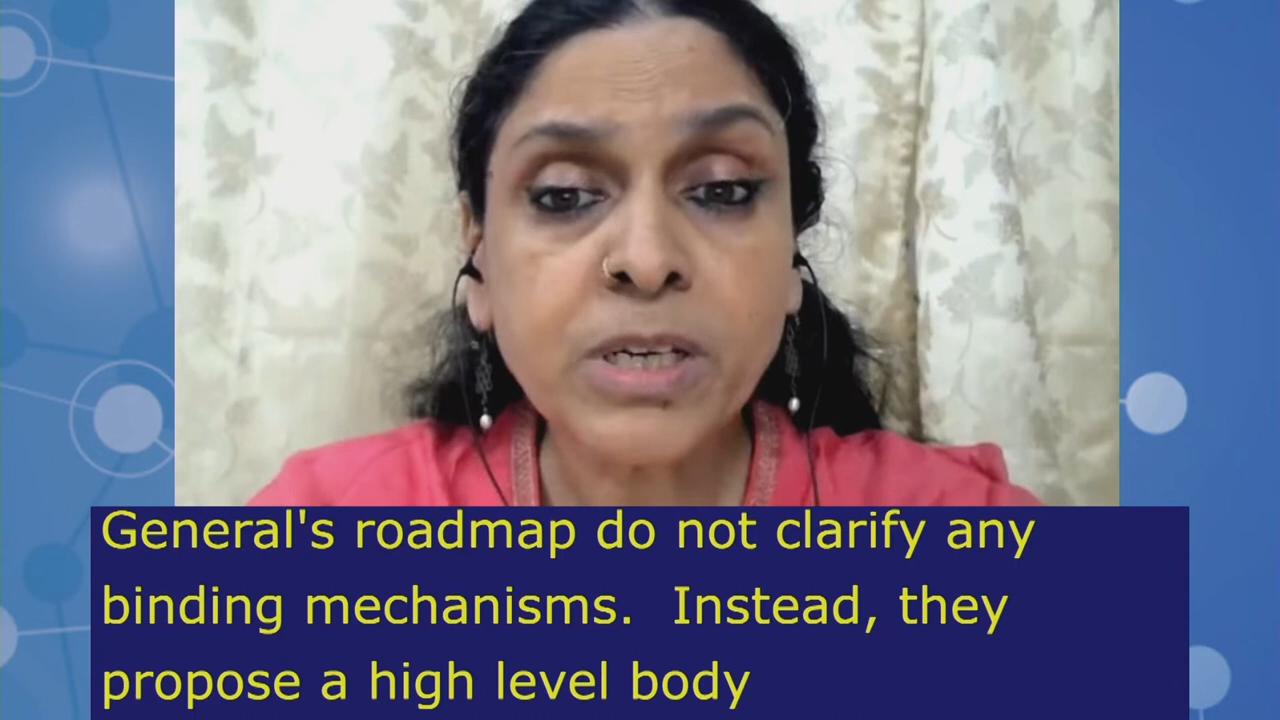 General's roadmap do not clarify any
binding mechanisms.  Instead, they
propose a high level body